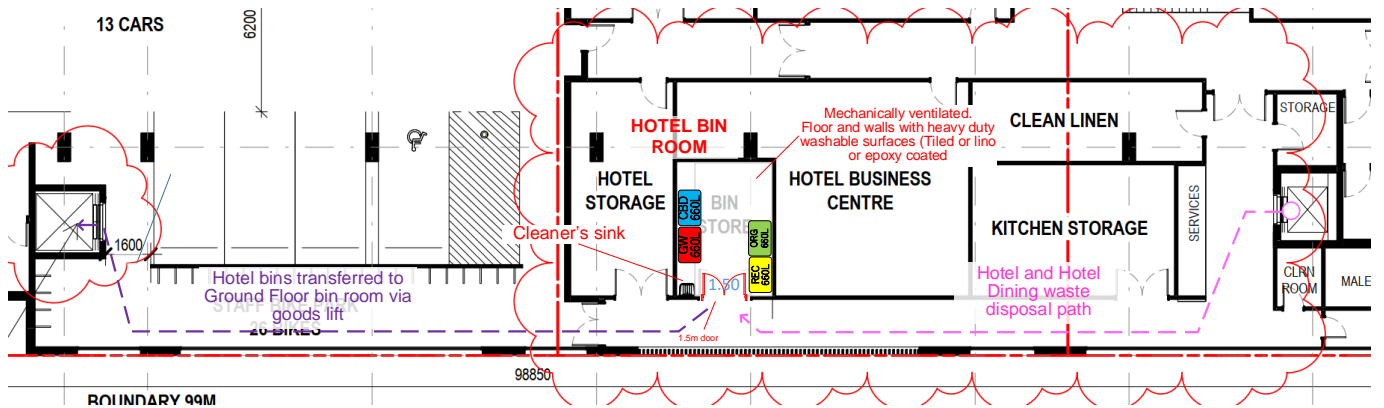 13 CARS
6200
Mechanically ventilated.
Floor and walls with heavy duty
washable surfaces (Tiled or lino
or epoxy coated
HOTEL BIN
ROOM
CLEAN LINEN
STORAGE
HOTEL
STORAGE
BIN
STORE
HOTEL BUSINESS
CENTRE
KITCHEN STORAGE
SERVICES
CBD
660L
GW
660L
ORG
660L
REC
660L
Cleaner's sink
1600
1.50
Hotel bins transferred to
Ground Floor bin room via
goods lift
STAFF BIKE PARK
26 BIKES
Hotel and Hotel
Dining waste
disposal path
CLRN
ROOM
MALE
1.5m door
98850
BOUNDARY 99M